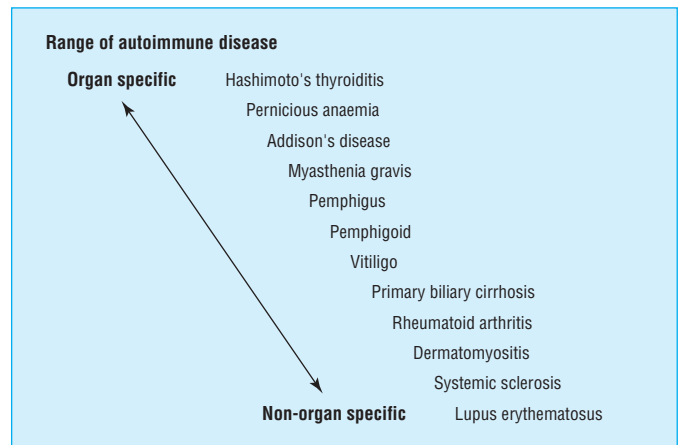 Range of autoimmune disease
Organ specific Hashimoto's thyroiditis
Pernicious anaemia
Addison's disease
Myasthenia gravis
Pemphigus
Pemphigoid
Vitiligo
Primary biliary cirrhosis
Rheumatoid arthritis
Dermatomyositis
Systemic sclerosis
Non-organ specific Lupus erythematosus